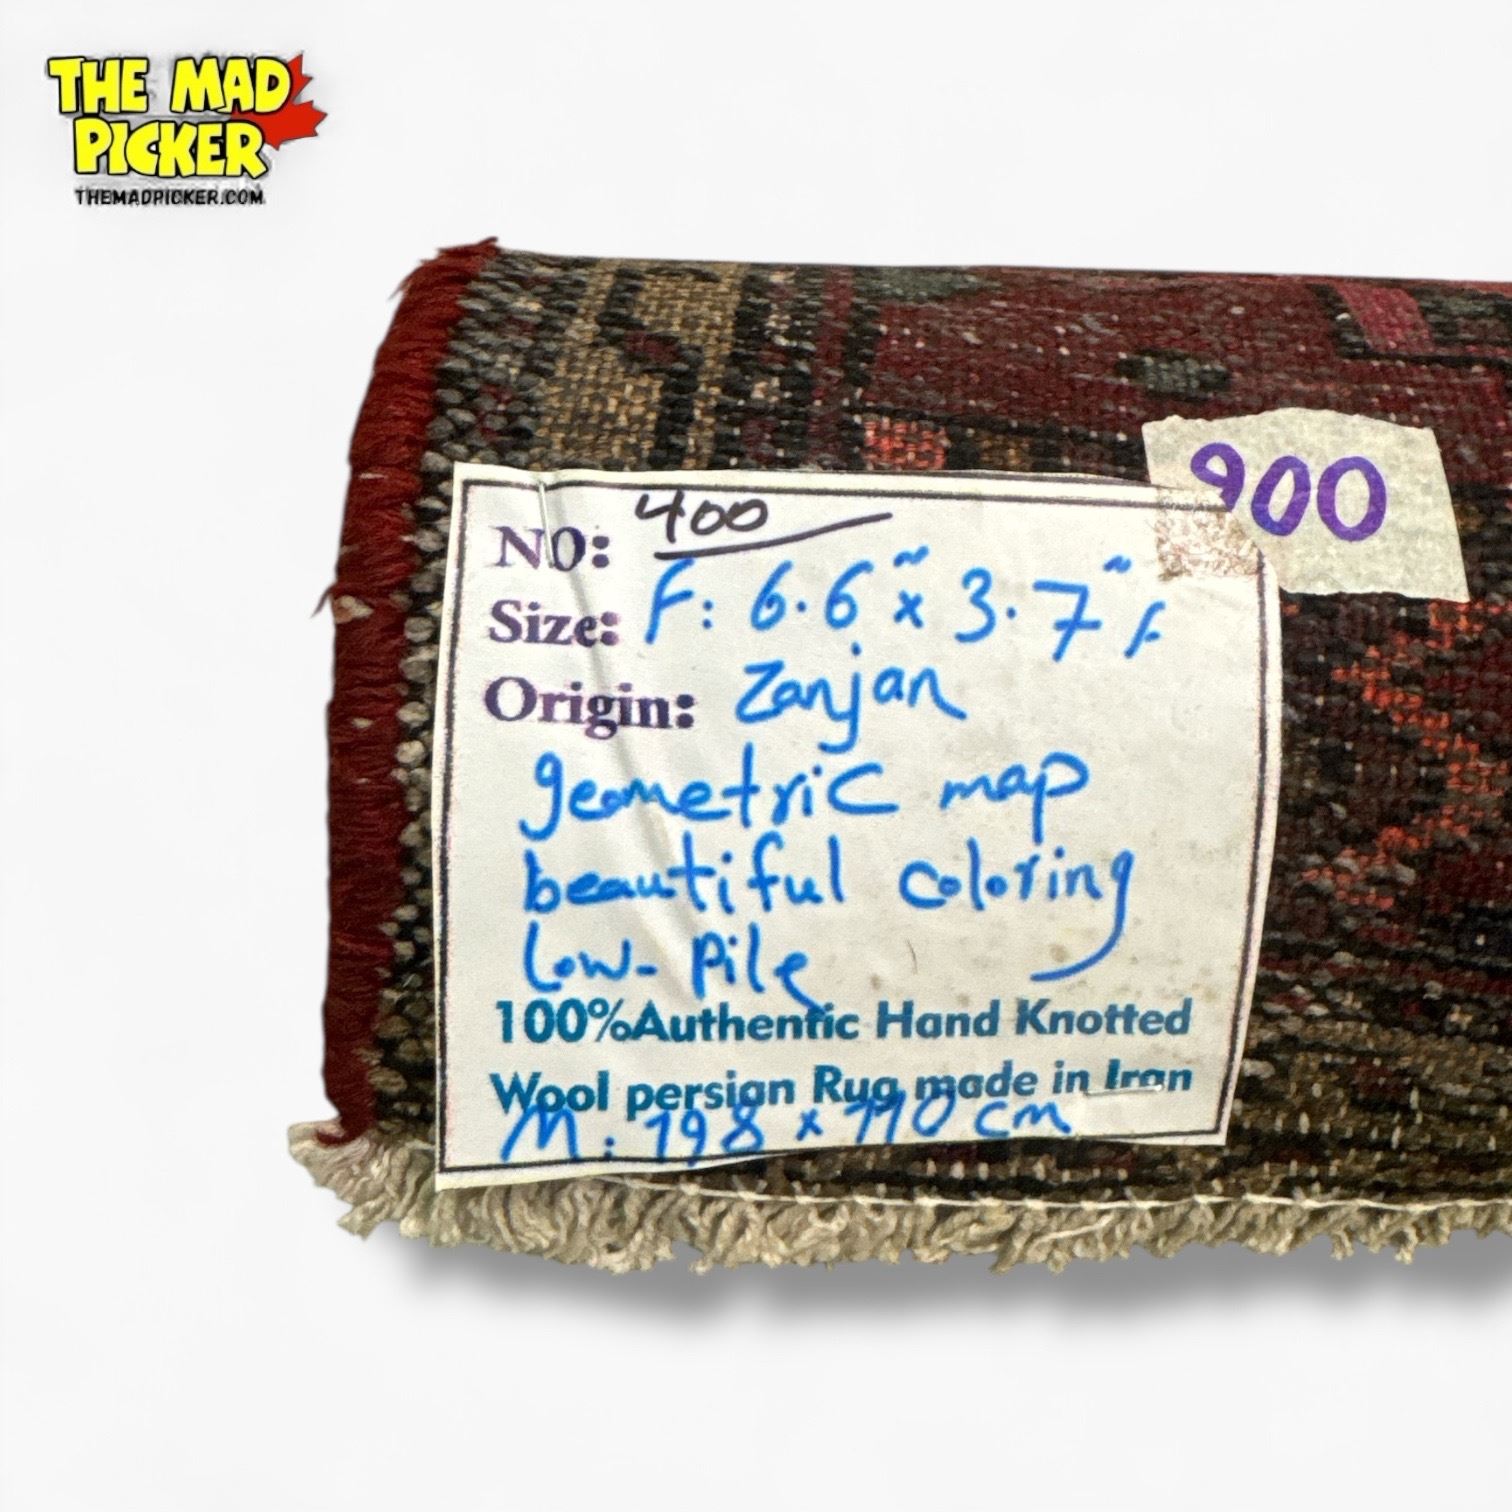 THE MAD
PICKER
THEMADPICKER.COM
900
NO: 400
Size: F: 6.6" x 3.7" F
Origin: Zanjan
geometric map
beautiful coloring
Low-Pile
100%Authentic Hand Knotted
Wool persian Rug made in Iran
M: 198 x 110 cm